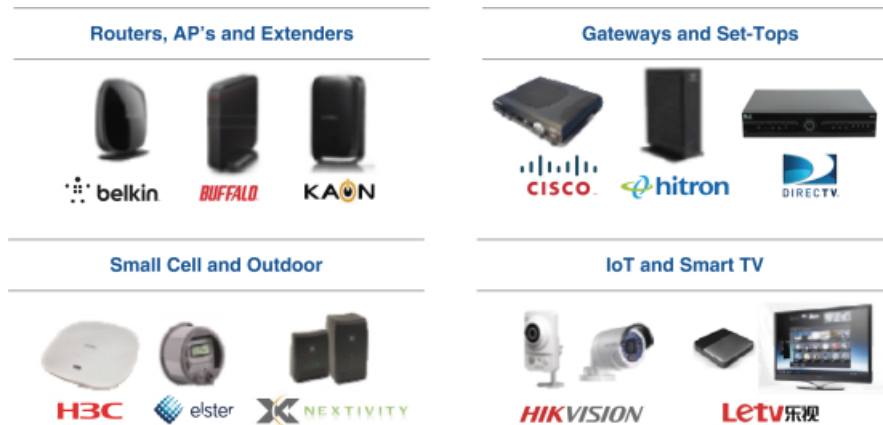 Routers, AP's and Extenders
belkin
BUFFALO
KAON
Gateways and Set-Tops
CISCO
hitron
DIRECTV
Small Cell and Outdoor
H3C
elster
NEXTIVITY
IoT and Smart TV
HIKVISION
Letv乐视